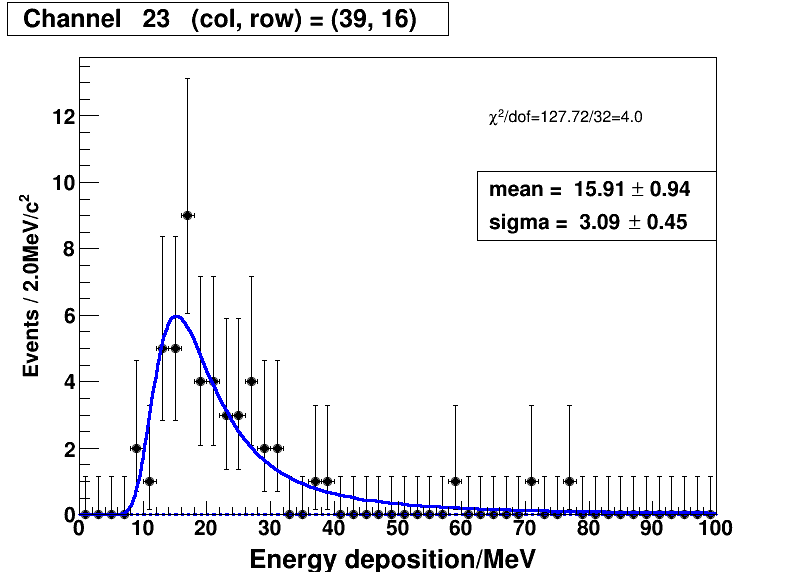 Channel 23 (col, row) = (39, 16)
χ²/dof=127.72/32=4.0
mean = 15.91 ± 0.94
sigma = 3.09 ± 0.45
Events / 2.0MeV/c²
12
10
8
6
4
2
0
0 10 20 30 40 50 60 70 80 90 100
Energy deposition/MeV